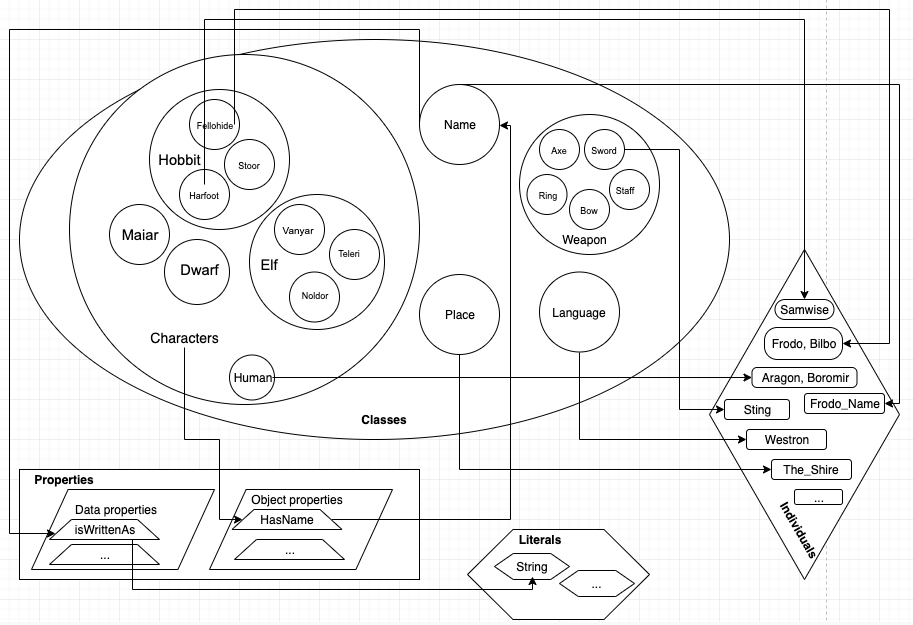 Fellohide
Name
Axe
Sword
Hobbit
Stoor
Harfoot
Ring
Staff
Bow
Weapon
Maiar
Vanyar
Dwarf
Elf
Teleri
Noldor
Place
Language
Samwise
Characters
Frodo, Bilbo
Human
Aragon, Boromir
Frodo_Name
Sting
Classes
Westron
The_Shire
Properties
...
Object properties
Data properties
HasName
isWrittenAs
Individuals
...
...
Literals
String
...